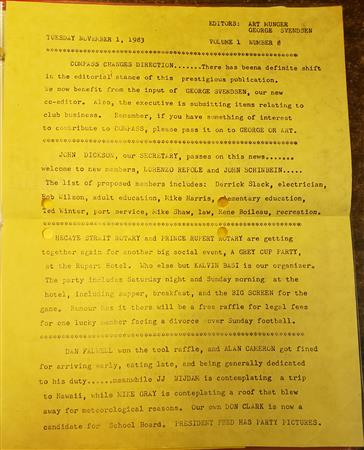 EDITORS: ART MUNGER
GEORGE SVENDSEN
TUESDAY NOVEMBER 1, 1983
VOLUME 1 NUMBER 8
COMPASS CHANGES DIRECTION.......There has beena definite shift
in the editorial stance of this prestigious publication.
We now benefit from the input of GEORGE SVENDSEN, our new
co-editor. Also, the executive is submitting items relating to
club business. Remember, if you have something of interest
to contribute to COMPASS, please pass it on to GEORGE OR ART.
JOHN DICKSON, our SECRETARY, passes on this news.......
welcome to new members, LORENZO REPOLE and JOHN SCHINBEIN.....
The list of proposed members includes: Derrick Slack, electrician,
Bob Wilson, adult education, Mike Harris, elementary education,
Ted Winter, port service, Mike Shaw, law, Rene Boileau, recreation.
HECATE STRAIT ROTARY and PRINCE RUPERT ROTARY are getting
together again for another big social event, A GREY CUP PARTY,
at the Rupert Hotel. Who else but KALVIN BASI is our organizer.
The party includes Saturday night and Sunday morning at the
hotel, including supper, breakfast, and the BIG SCREEN for the
game. Rumour has it there will be a free raffle for legal fees
for one lucky member facing a divorce over Sunday football.
DAN FALWELL won the tool raffle, and ALAN CAMERON got fined
for arriving early, eating late, and being generally dedicated
to his duty......meanwhile JJ NIJDAM is contemplating a trip
to Hawaii, while MIKE GRAY is conteplating a roof that blew
away for meteorological reasons. Our own DON CLARK is now a
candidate for School Board. PRESIDENT FRED HAS PARTY PICTURES.